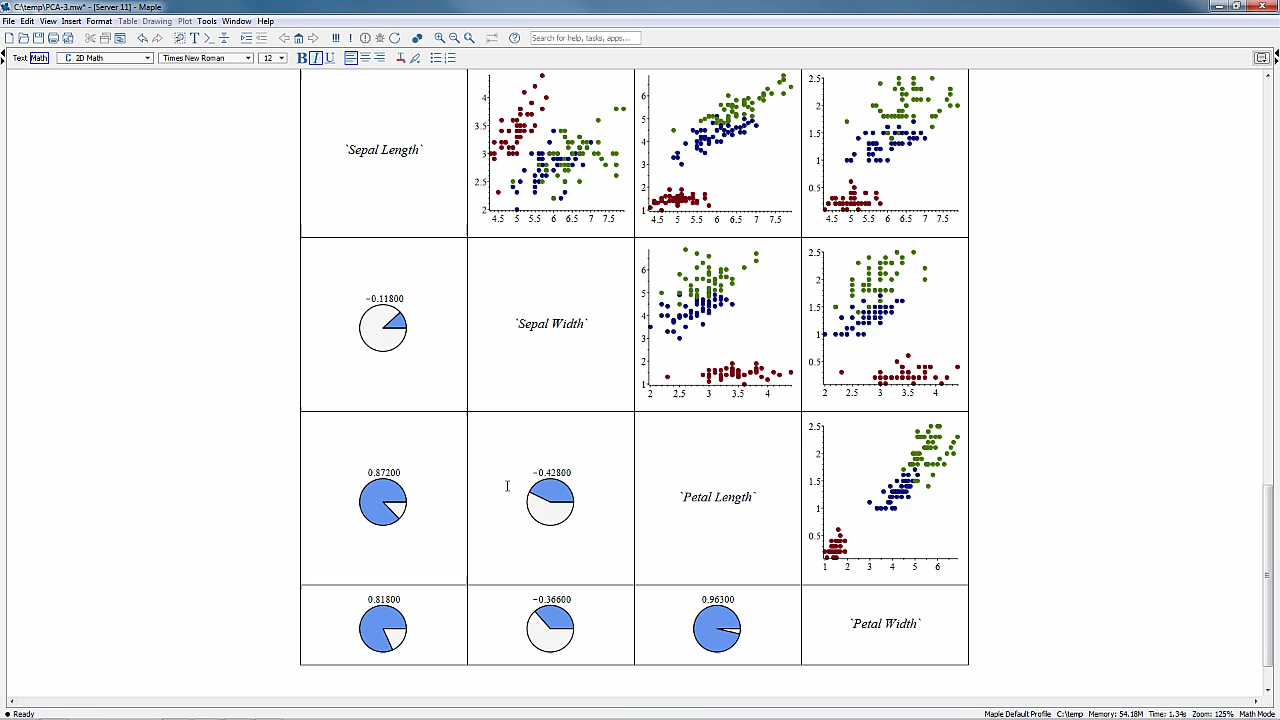 C:\temp\PCA-3.mw* - [Server 11] - Maple
File Edit View Insert Format Table Drawing Plot Tools Window Help
Search for help, tasks, apps...
Text Math C 2D Math Times New Roman 12 B I U
`Sepal Length`
4 3.5 3 2.5 2
4.5 5 5.5 6 6.5 7 7.5
6 5 4 3 2 1
4.5 5 5.5 6 6.5 7 7.5
2.5 2 1.5 1 0.5
4.5 5 5.5 6 6.5 7 7.5
-0.11800
`Sepal Width`
6 5 4 3 2 1
2 2.5 3 3.5 4
2.5 2 1.5 1 0.5
2 2.5 3 3.5 4
0.87200
-0.42800
`Petal Length`
2.5 2 1.5 1 0.5
1 2 3 4 5 6
0.81800
-0.36600
0.96300
`Petal Width`
Ready
Maple Default Profile C:\temp Memory: 54.18M Time: 1.34s Zoom: 125% Math Mode